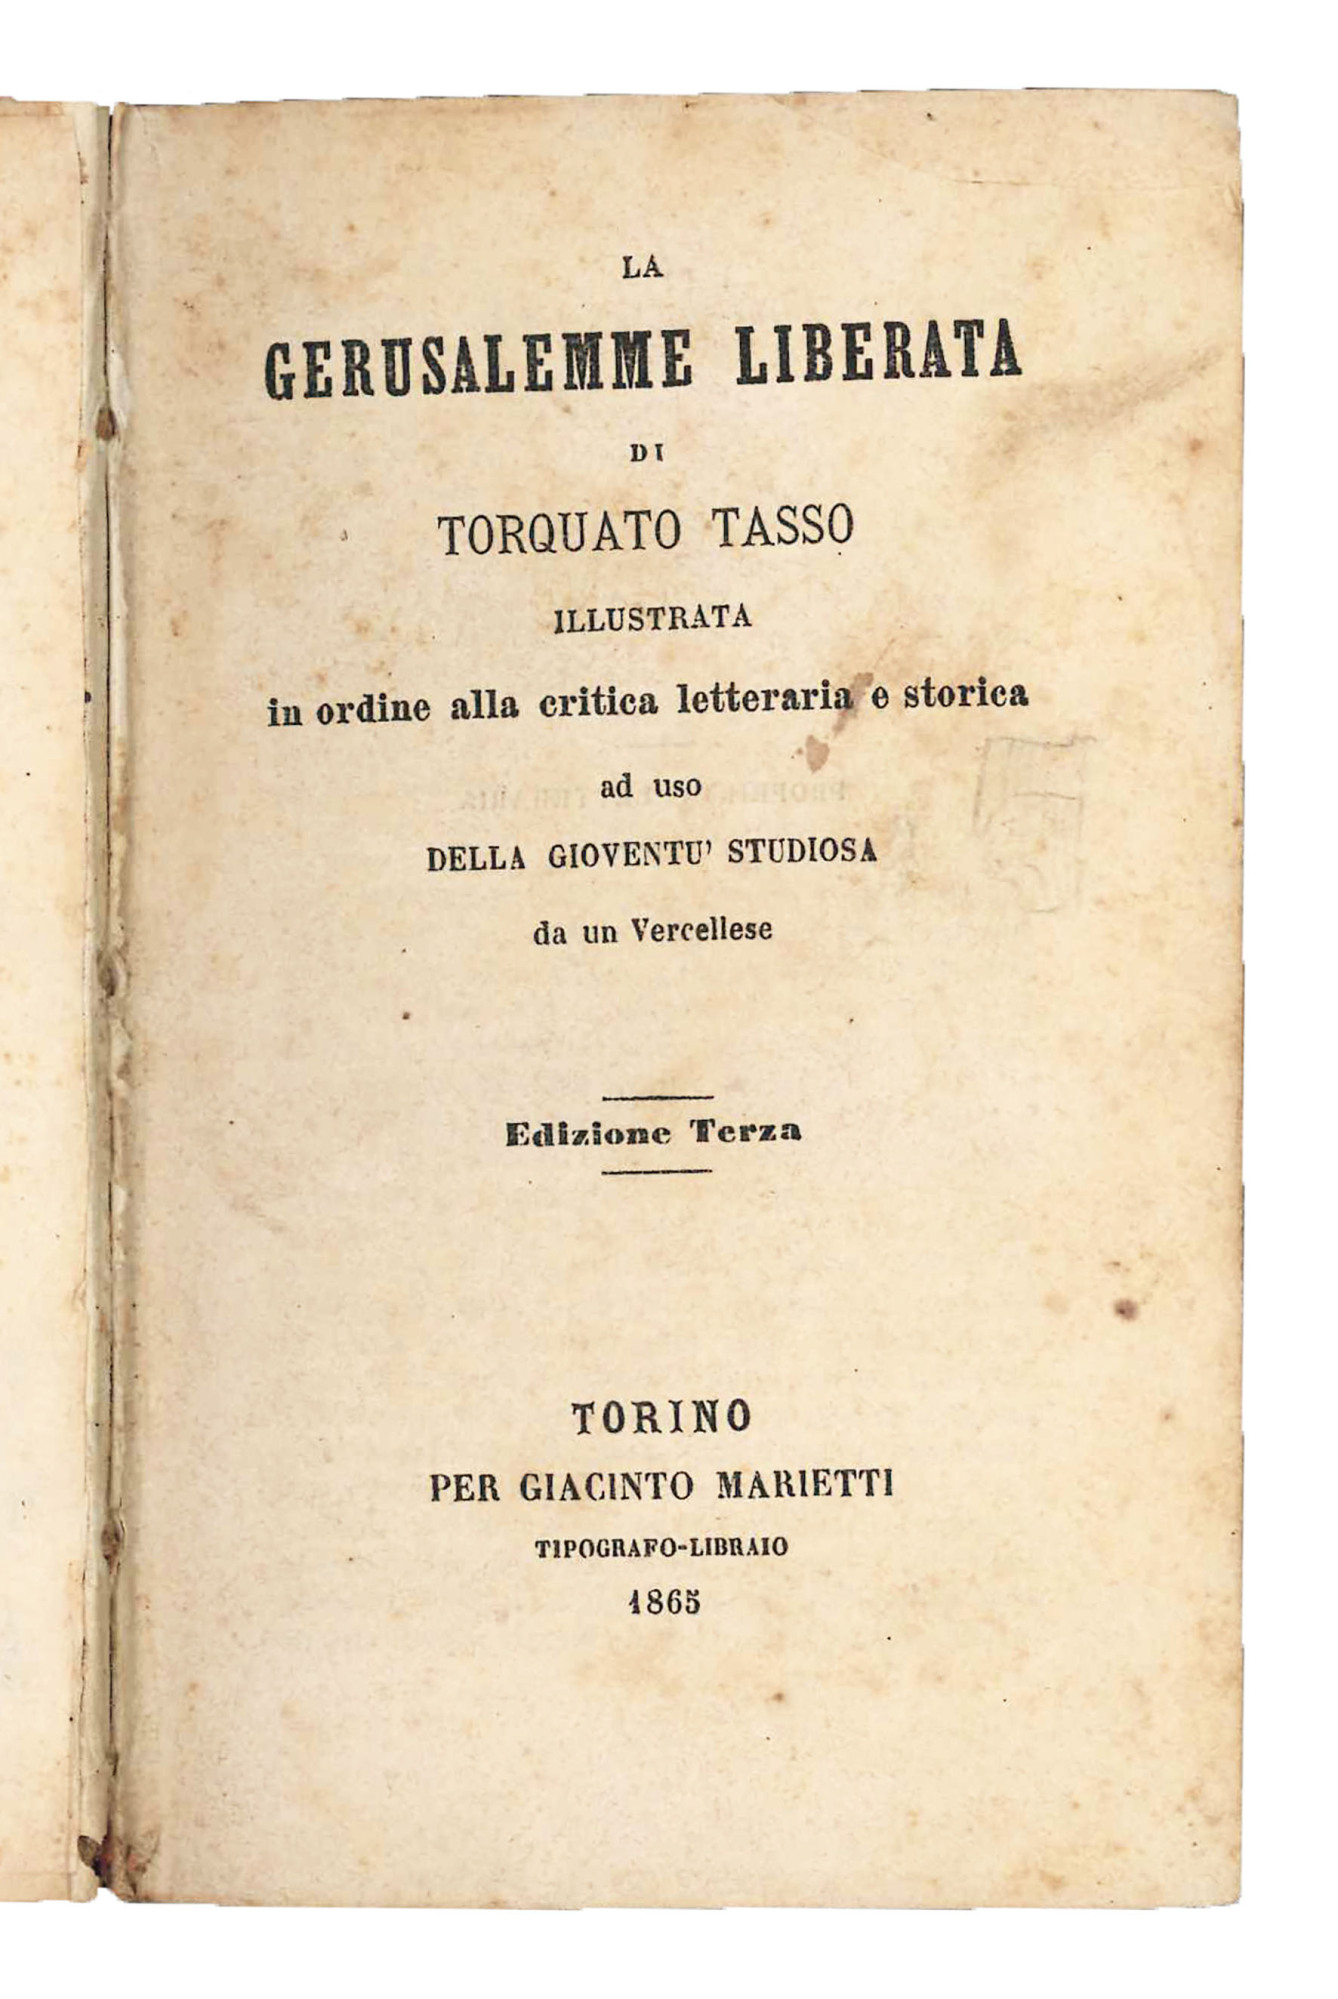 LA
GERUSALEMME LIBERATA
DI
TORQUATO TASSO
ILLUSTRATA
in ordine alla critica letteraria e storica
ad uso
DELLA GIOVENTU' STUDIOSA
da un Vercellese
Edizione Terza
TORINO
PER GIACINTO MARIETTI
TIPOGRAFO-LIBRAIO
1865